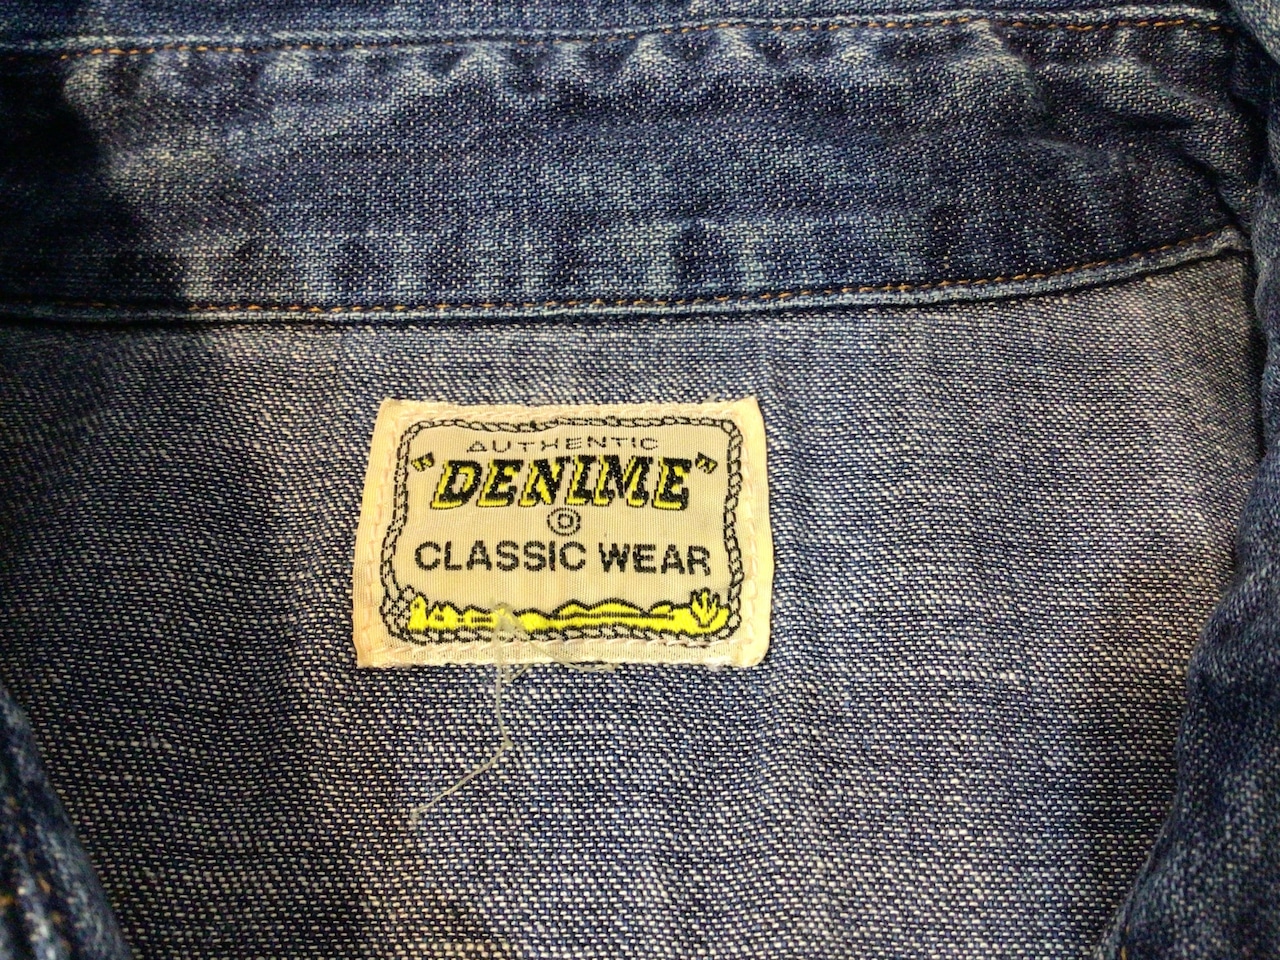 AUTHENTIC
"DENIME"
©
CLASSIC WEAR